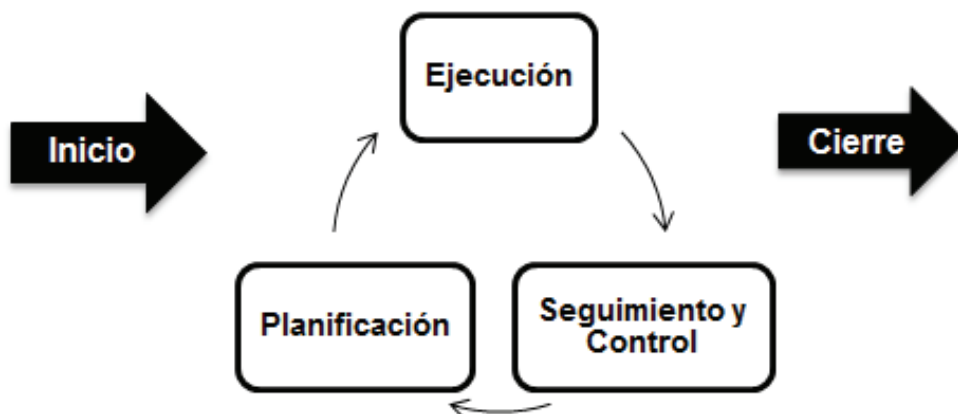 Ejecución
Inicio
Cierre
Planificación
Seguimiento y
Control